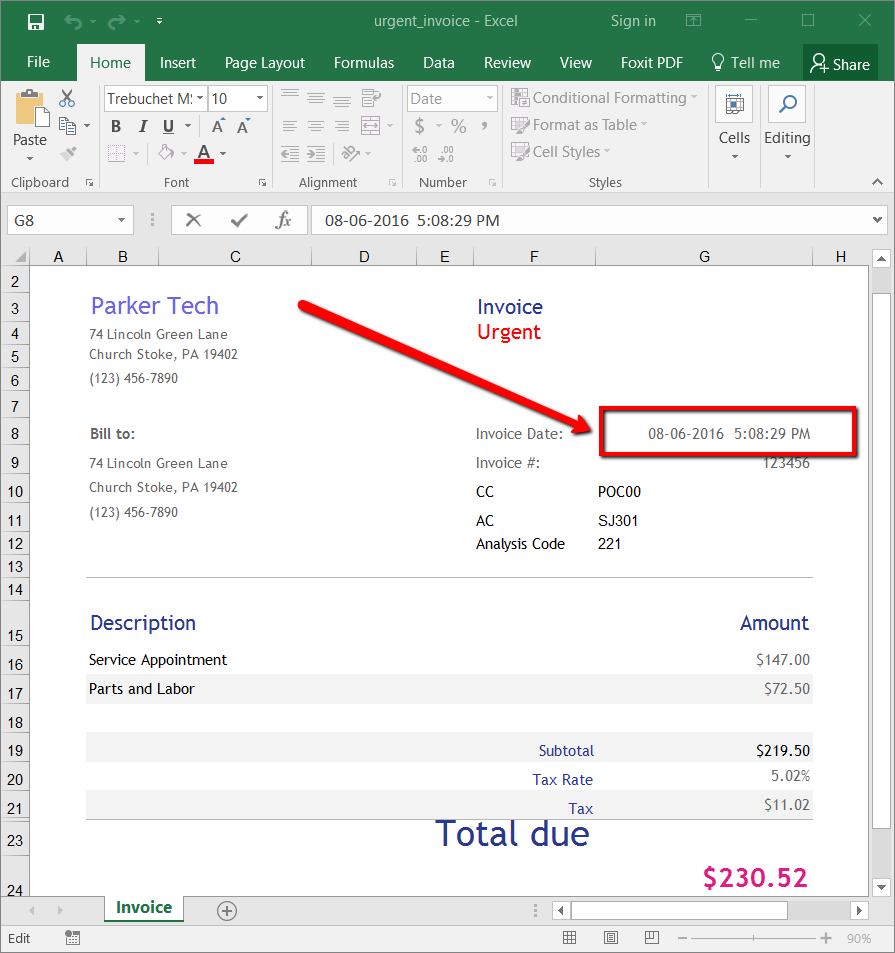 urgent_invoice - Excel
Sign in
File
Home
Insert
Page Layout
Formulas
Data
Review
View
Foxit PDF
Tell me
Share
Trebuchet MS
10
Date
Conditional Formatting
B I U
A A
$ % ,
Format as Table
Paste
A
Cell Styles
Cells
Editing
Clipboard
Font
Alignment
Number
Styles
G8
fx
08-06-2016 5:08:29 PM
A B C D E F G H
2
3 Parker Tech Invoice
4 74 Lincoln Green Lane Urgent
5 Church Stoke, PA 19402
6 (123) 456-7890
7
8 Bill to: Invoice Date: 08-06-2016 5:08:29 PM
9 74 Lincoln Green Lane Invoice #: 123456
10 Church Stoke, PA 19402 CC POC00
11 (123) 456-7890 AC SJ301
12 Analysis Code 221
13
14
15 Description Amount
16 Service Appointment $147.00
17 Parts and Labor $72.50
18
19 Subtotal $219.50
20 Tax Rate 5.02%
21 Tax $11.02
23 Total due
24 $230.52
Invoice
Edit
90%